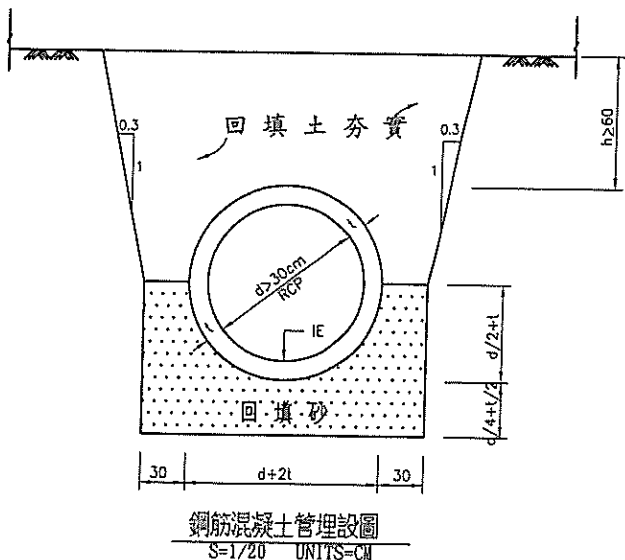 0.3
1
回填土夯實
0.3
1
h≥60
d>30cm
RCP
t
t
IE
d/2+t
d/4+t/2
回填砂
30
d+2t
30
鋼筋混凝土管埋設圖
S=1/20 UNITS=CM